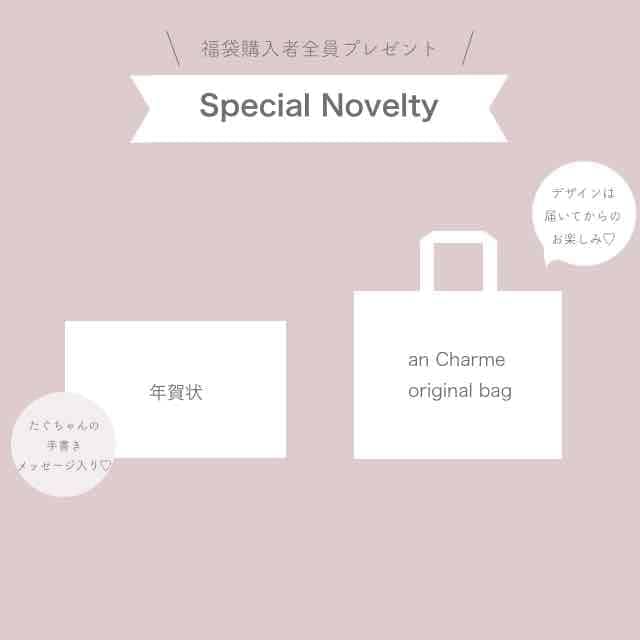 福袋購入者全員プレゼント
Special Novelty
デザインは
届いてからの
お楽しみ♡
an Charme
original bag
年賀状
たぐちゃんの
手書き
メッセージ入り♡